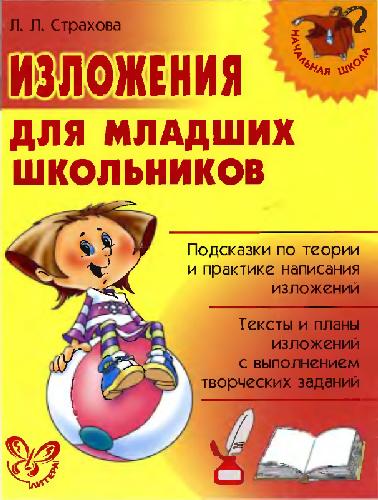 Л. Л. Страхова
НАЧАЛЬНАЯ ШКОЛА
ИЗЛОЖЕНИЯ
ДЛЯ МЛАДШИХ
ШКОЛЬНИКОВ
Подсказки по теории
и практике написания
изложений
Тексты и планы
изложений
с выполнением
творческих заданий
ЛИТЕРА